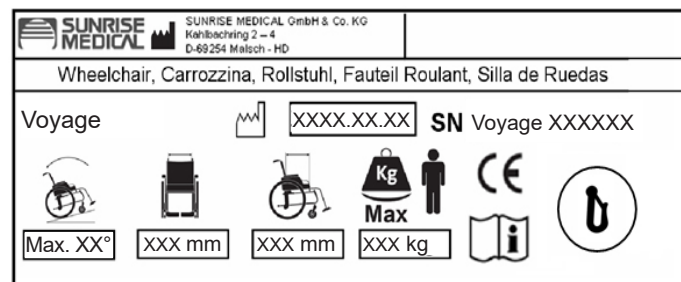 SUNRISE MEDICAL
SUNRISE MEDICAL GmbH & Co. KG
Kahlbachring 2 – 4
D-69254 Malsch - HD
Wheelchair, Carrozzina, Rollstuhl, Fauteil Roulant, Silla de Ruedas
Voyage XXXX.XX.XX SN Voyage XXXXXX
Kg
Max
CE
i
Max. XX° XXX mm XXX mm XXX kg